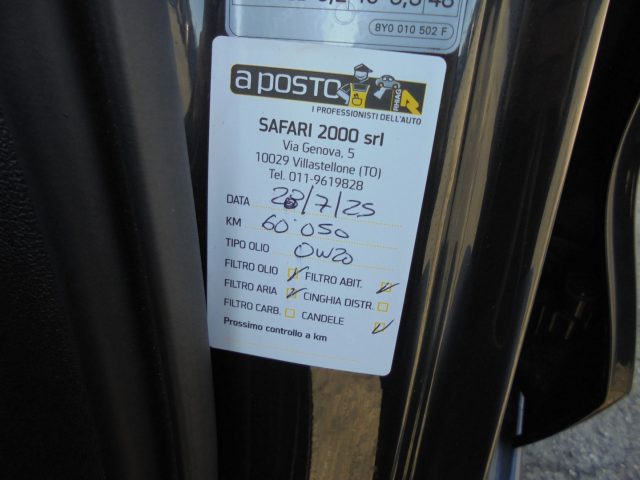 8Y0 010 502 F
a POSTO
RHIAG
I PROFESSIONISTI DELL'AUTO
SAFARI 2000 srl
Via Genova, 5
10029 Villastellone (TO)
Tel. 011-9619828
DATA 28/7/25
KM 60.050
TIPO OLIO 0W20
FILTRO OLIO FILTRO ABIT.
FILTRO ARIA CINGHIA DISTR.
FILTRO CARB. CANDELE
Prossimo controllo a km